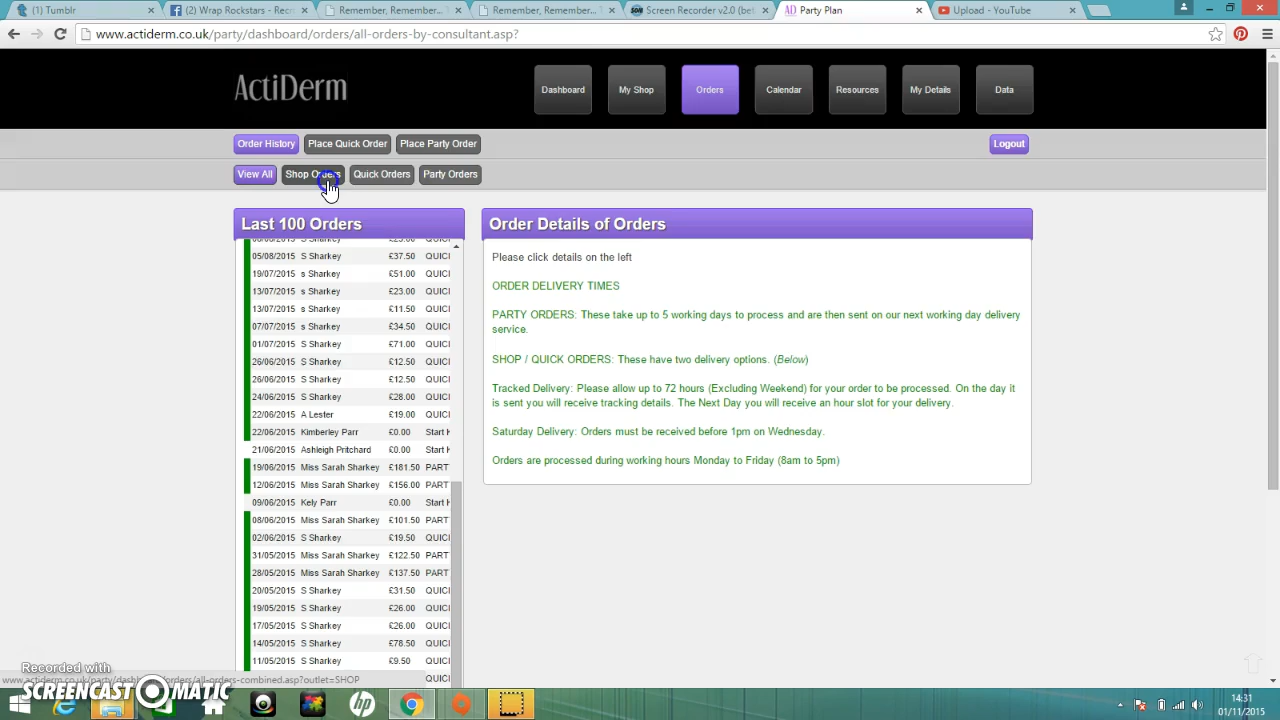 (1) Tumblr
(2) Wrap Rockstars - Recr
Remember, Remember...
Remember, Remember...
Screen Recorder v2.0 (bet
Party Plan
Upload - YouTube
www.actiderm.co.uk/party/dashboard/orders/all-orders-by-consultant.asp?
ActiDerm
Dashboard
My Shop
Orders
Calendar
Resources
My Details
Data
Order History
Place Quick Order
Place Party Order
Logout
View All
Shop Orders
Quick Orders
Party Orders
Last 100 Orders
05/08/2015 S Sharkey £37.50 QUICI
19/07/2015 s Sharkey £51.00 QUICI
13/07/2015 s Sharkey £23.00 QUICI
13/07/2015 s Sharkey £11.50 QUICI
07/07/2015 s Sharkey £34.50 QUICI
01/07/2015 S Sharkey £71.00 QUICI
26/06/2015 S Sharkey £12.50 QUICI
26/06/2015 S Sharkey £12.50 QUICI
24/06/2015 S Sharkey £28.00 QUICI
22/06/2015 A Lester £19.00 QUICI
22/06/2015 Kimberley Parr £0.00 Start H
21/06/2015 Ashleigh Pritchard £0.00 Start H
19/06/2015 Miss Sarah Sharkey £181.50 PART
12/06/2015 Miss Sarah Sharkey £156.00 PART
09/06/2015 Kely Parr £0.00 Start H
08/06/2015 Miss Sarah Sharkey £101.50 PART
02/06/2015 S Sharkey £19.50 QUICI
31/05/2015 Miss Sarah Sharkey £122.50 PART
28/05/2015 Miss Sarah Sharkey £137.50 PART
20/05/2015 S Sharkey £31.50 QUICI
19/05/2015 S Sharkey £26.00 QUICI
17/05/2015 S Sharkey £26.00 QUICI
14/05/2015 S Sharkey £78.50 QUICI
11/05/2015 S Sharkey £9.50 QUICI
QUICI
Order Details of Orders
Please click details on the left
ORDER DELIVERY TIMES
PARTY ORDERS: These take up to 5 working days to process and are then sent on our next working day delivery
service.
SHOP / QUICK ORDERS: These have two delivery options. (Below)
Tracked Delivery: Please allow up to 72 hours (Excluding Weekend) for your order to be processed. On the day it
is sent you will receive tracking details. The Next Day you will receive an hour slot for your delivery.
Saturday Delivery: Orders must be received before 1pm on Wednesday.
Orders are processed during working hours Monday to Friday (8am to 5pm)
www.actiderm.co.uk/party/dashboard/orders/all-orders-combined.asp?outlet=SHOP
Recorded with
SCREENCAST MATIC
14:31
01/11/2015